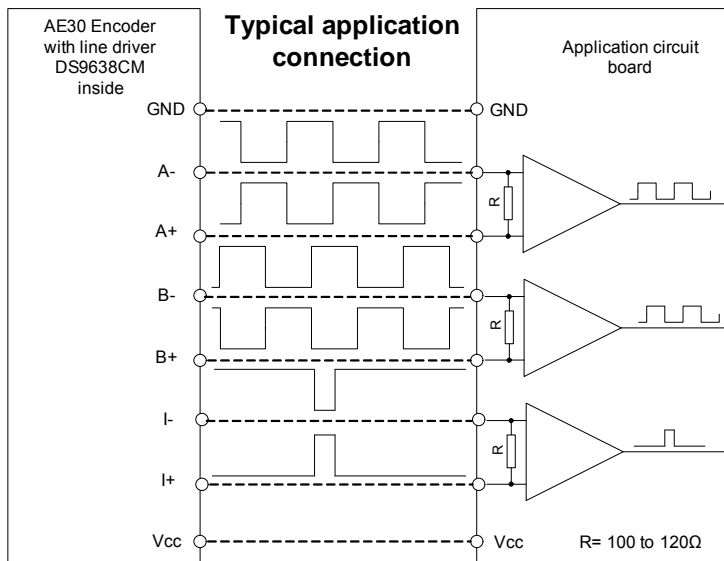 AE30 Encoder
with line driver
DS9638CM
inside
Typical application
connection
Application circuit
board
GND
GND
A-
R
A+
B-
R
B+
I-
R
I+
Vcc
Vcc
R= 100 to 120Ω